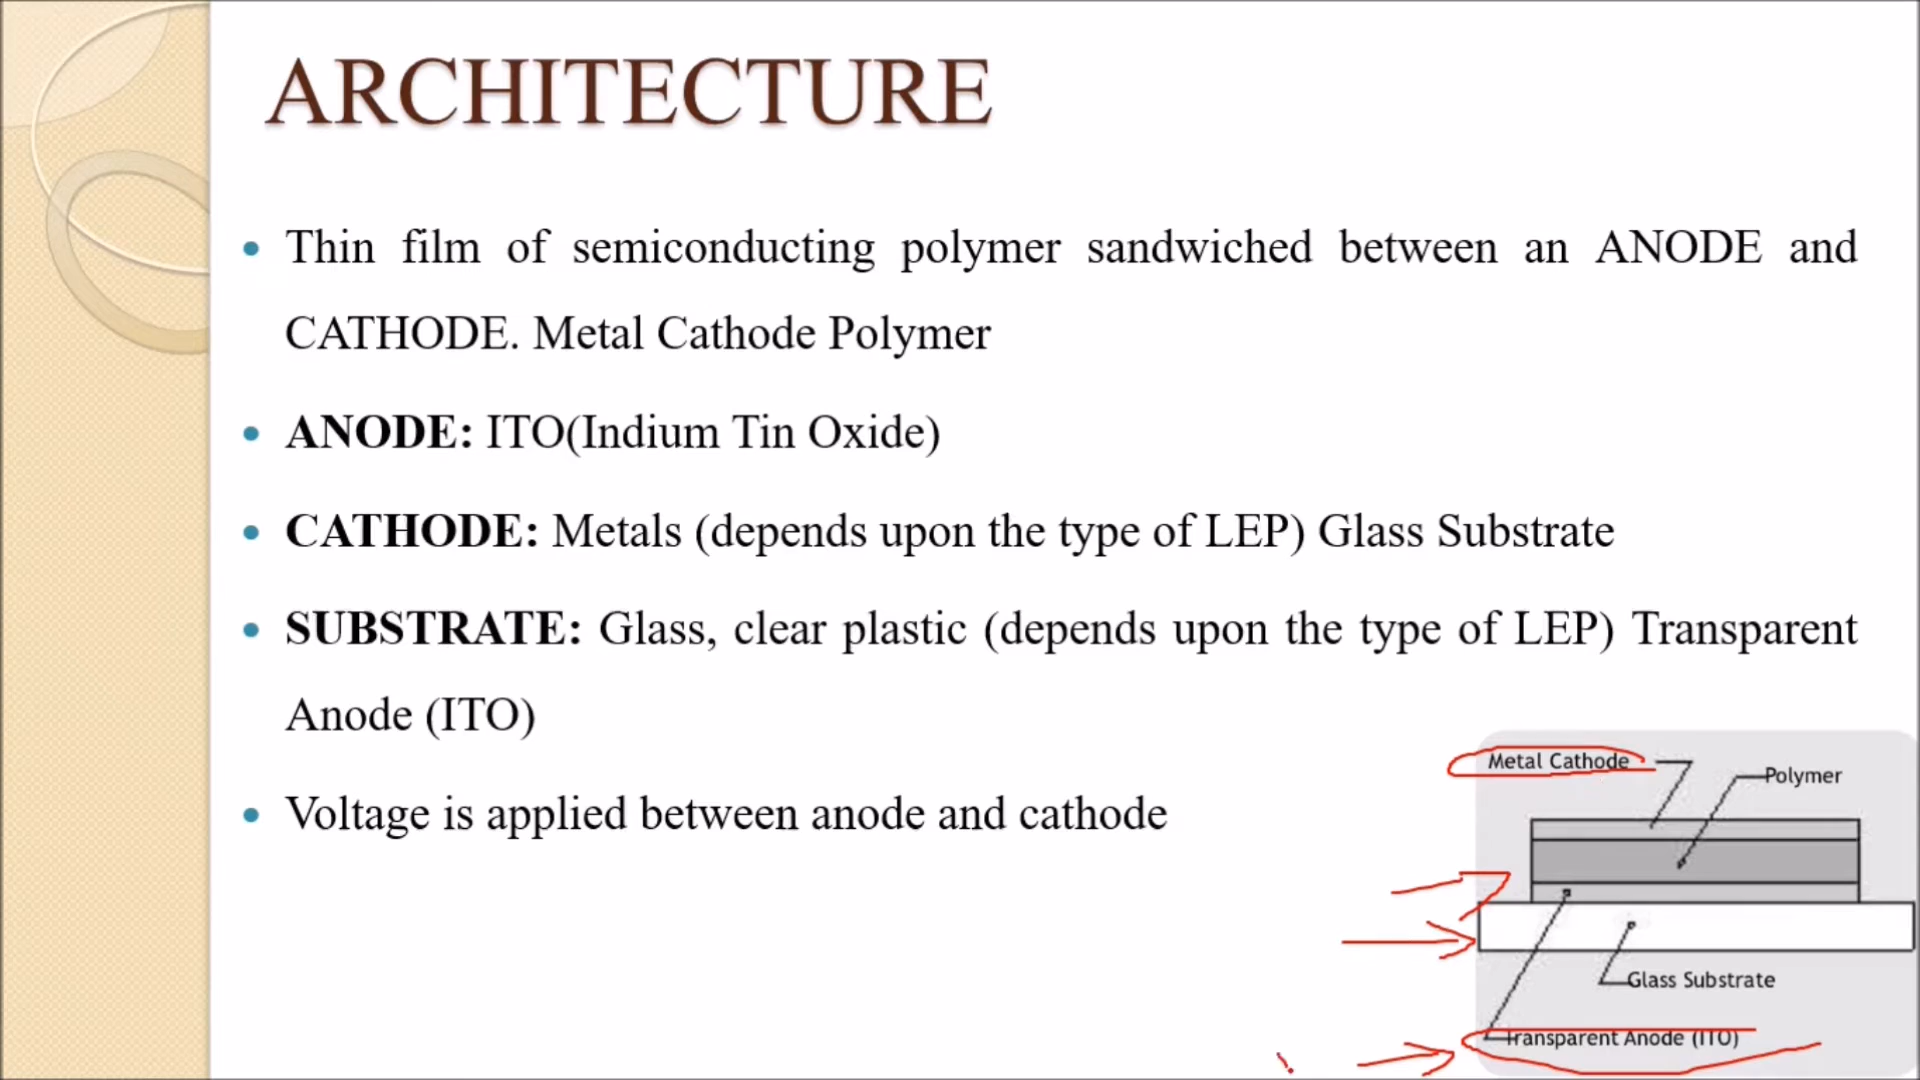 ARCHITECTURE
• Thin film of semiconducting polymer sandwiched between an ANODE and
CATHODE. Metal Cathode Polymer
• ANODE: ITO(Indium Tin Oxide)
• CATHODE: Metals (depends upon the type of LEP) Glass Substrate
• SUBSTRATE: Glass, clear plastic (depends upon the type of LEP) Transparent
Anode (ITO)
• Voltage is applied between anode and cathode
Metal Cathode
Polymer
Glass Substrate
Transparent Anode (ITO)